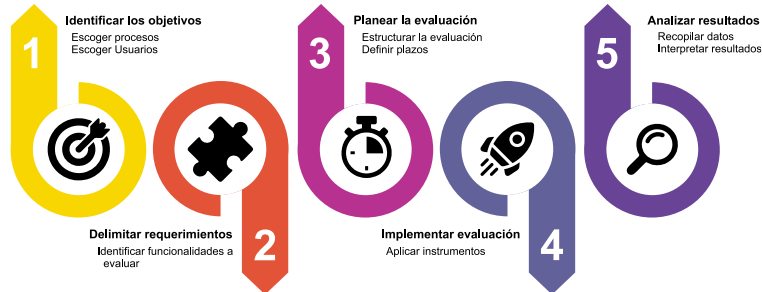 1
Identificar los objetivos
Escoger procesos
Escoger Usuarios
Delimitar requerimientos
Identificar funcionalidades a
evaluar
2
3
Planear la evaluación
Estructurar la evaluación
Definir plazos
Implementar evaluación
Aplicar instrumentos
4
5
Analizar resultados
Recopilar datos
Interpretar resultados